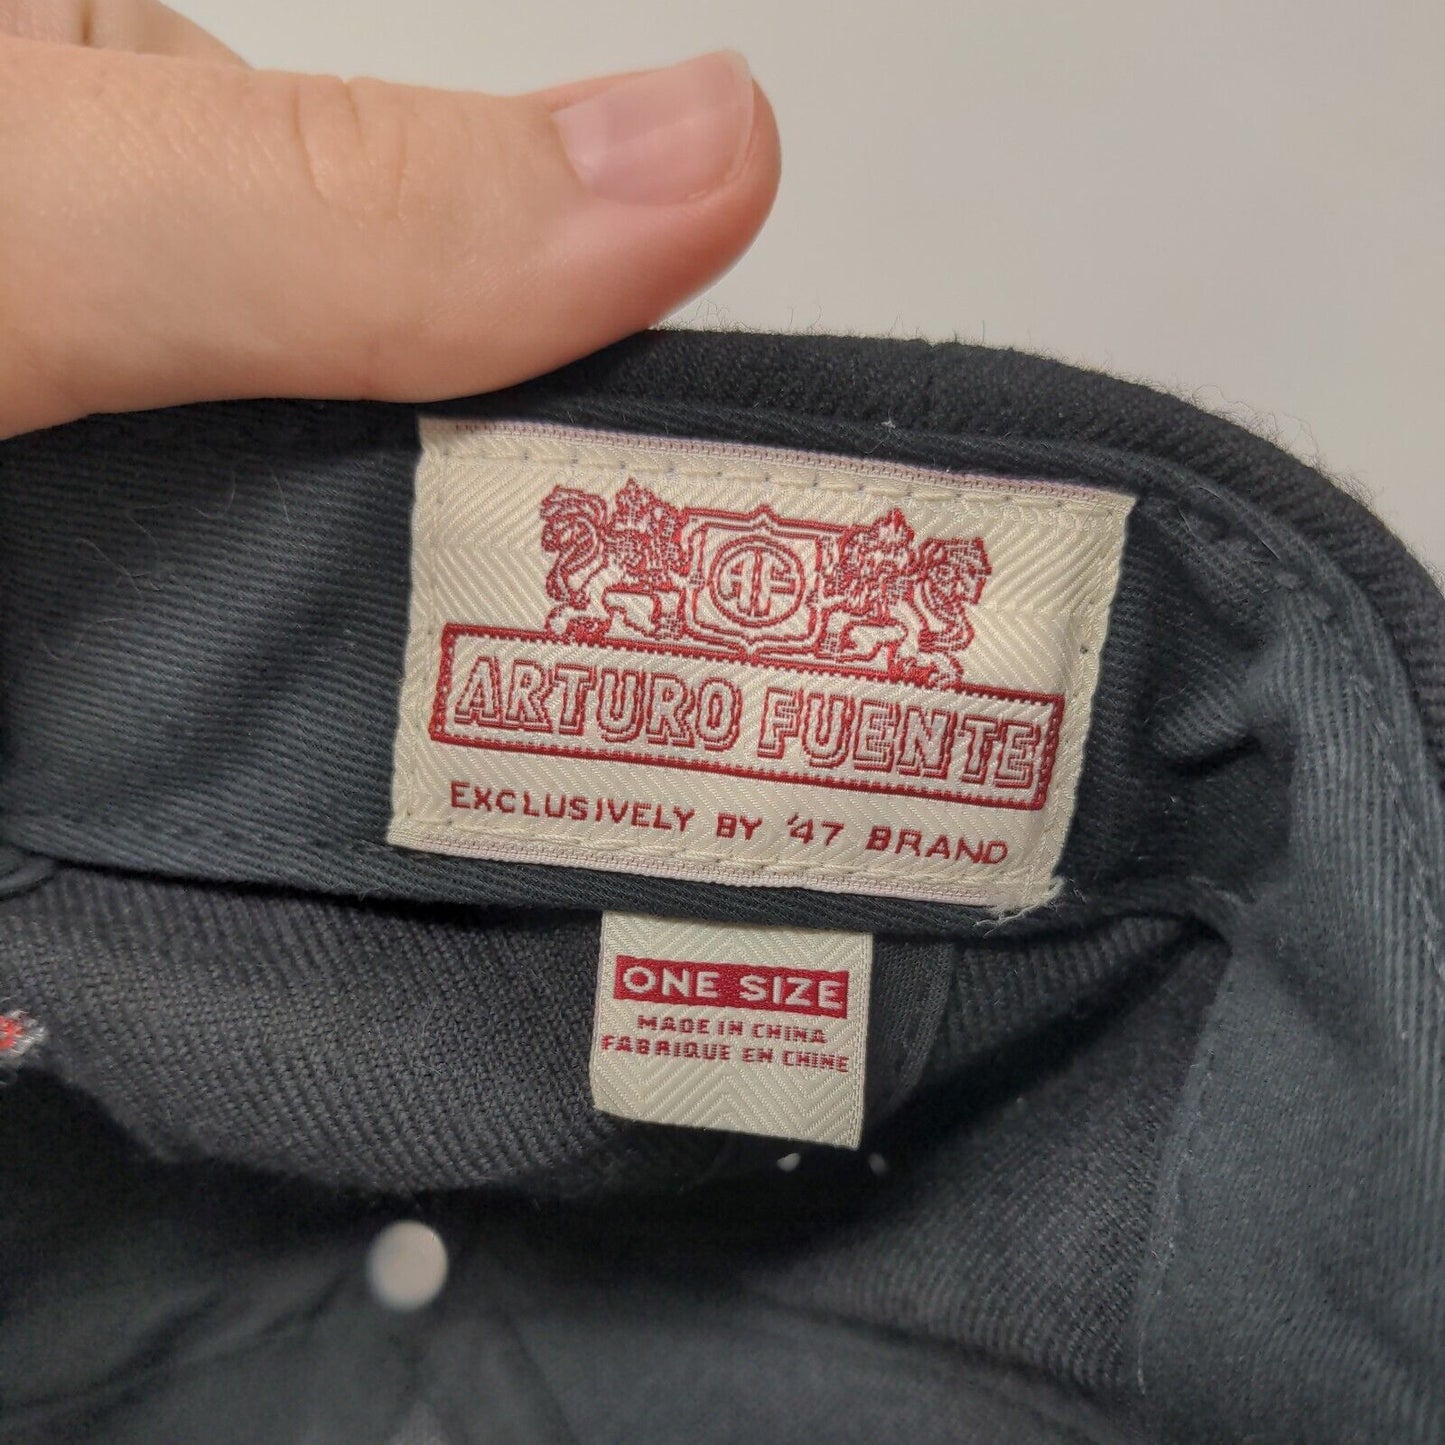 AF
ARTURO FUENTE
EXCLUSIVELY BY '47 BRAND
ONE SIZE
MADE IN CHINA
FABRIQUE EN CHINE